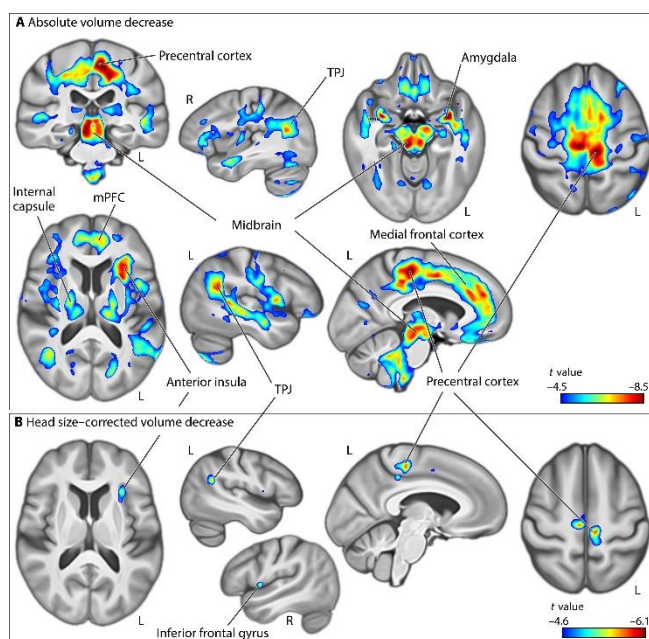 A Absolute volume decrease
Precentral cortex
TPJ
Amygdala
R
L
L
L
Internal
capsule
mPFC
Midbrain
Medial frontal cortex
L
L
Anterior insula
TPJ
Precentral cortex
L
t value
−4.5 −8.5
B Head size–corrected volume decrease
L
L
L
R
L
Inferior frontal gyrus
t value
−4.6 −6.1